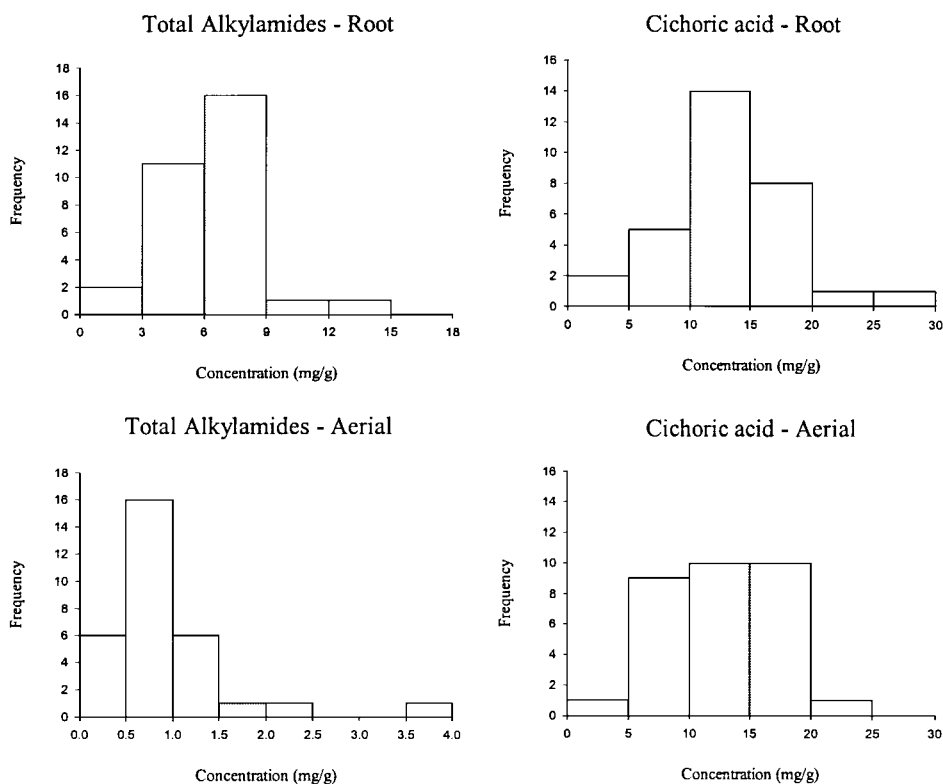 Total Alkylamides - Root
18
16
14
12
10
8
6
4
2
0
Frequency
0 3 6 9 12 15 18
Concentration (mg/g)
Cichoric acid - Root
16
14
12
10
8
6
4
2
0
Frequency
0 5 10 15 20 25 30
Concentration (mg/g)
Total Alkylamides - Aerial
18
16
14
12
10
8
6
4
2
0
Frequency
0.0 0.5 1.0 1.5 2.0 2.5 3.0 3.5 4.0
Concentration (mg/g)
Cichoric acid - Aerial
16
14
12
10
8
6
4
2
0
Frequency
0 5 10 15 20 25 30
Concentration (mg/g)